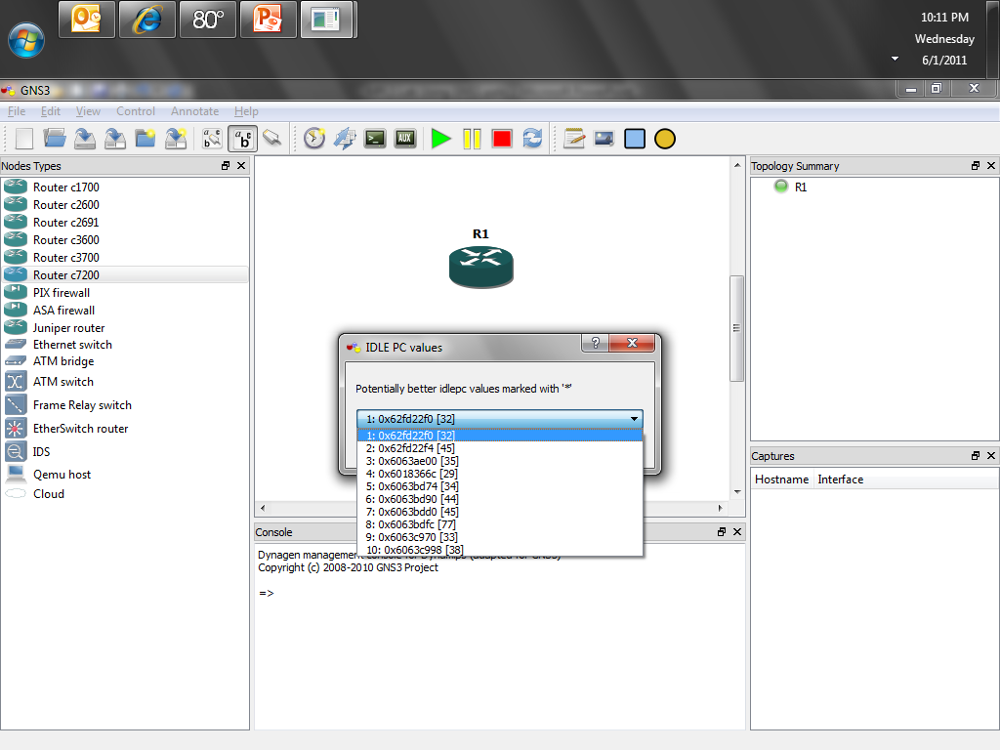 80°
10:11 PM
Wednesday
6/1/2011
GNS3
File Edit View Control Annotate Help
AUX
Nodes Types
Router c1700
Router c2600
Router c2691
Router c3600
Router c3700
Router c7200
PIX firewall
ASA firewall
Juniper router
Ethernet switch
ATM bridge
ATM switch
Frame Relay switch
EtherSwitch router
IDS
Qemu host
Cloud
R1
IDLE PC values
Potentially better idlepc values marked with '*'
1: 0x62fd22f0 [32]
1: 0x62fd22f0 [32]
2: 0x62fd22f4 [45]
3: 0x6063ae00 [35]
4: 0x6018366c [29]
5: 0x6063bd74 [34]
6: 0x6063bd90 [44]
7: 0x6063bdd0 [45]
8: 0x6063bdfc [77]
9: 0x6063c970 [33]
10: 0x6063c998 [38]
Console
Dynagen management console for Dynamips (adapted for GNS3)
Copyright (c) 2008-2010 GNS3 Project
=>
Topology Summary
R1
Captures
Hostname Interface